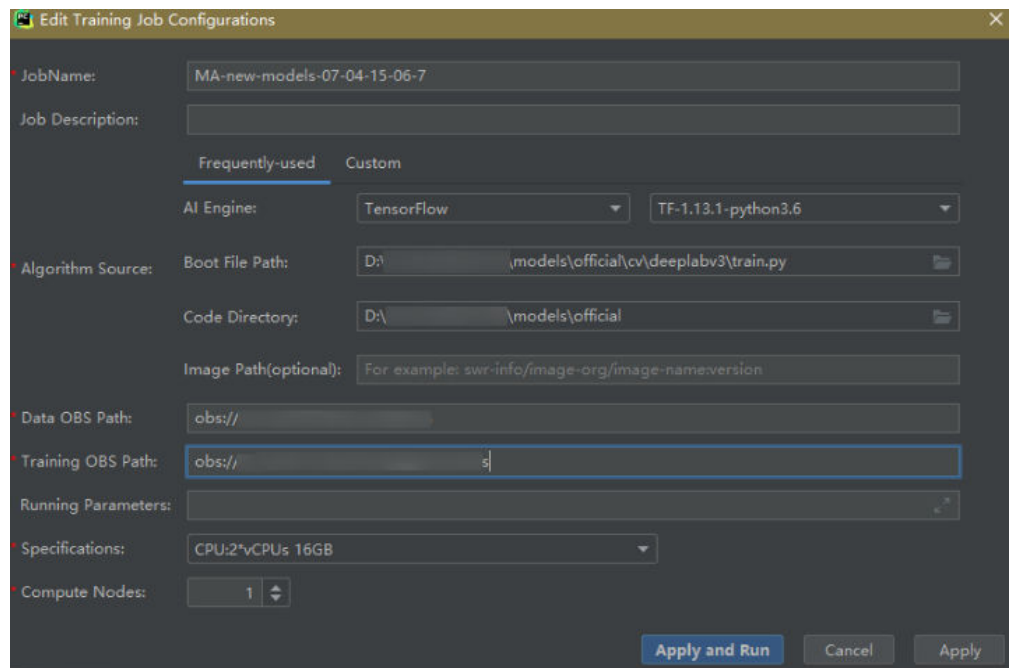 Edit Training Job Configurations
* JobName: MA-new-models-07-04-15-06-7
Job Description:
Frequently-used Custom
AI Engine: TensorFlow TF-1.13.1-python3.6
* Algorithm Source:
Boot File Path: D:\ \models\official\cv\deeplabv3\train.py
Code Directory: D:\ \models\official
Image Path(optional): For example: swr-info/image-org/image-name:version
* Data OBS Path: obs://
* Training OBS Path: obs:// s
Running Parameters:
* Specifications: CPU:2*vCPUs 16GB
* Compute Nodes: 1
Apply and Run Cancel Apply